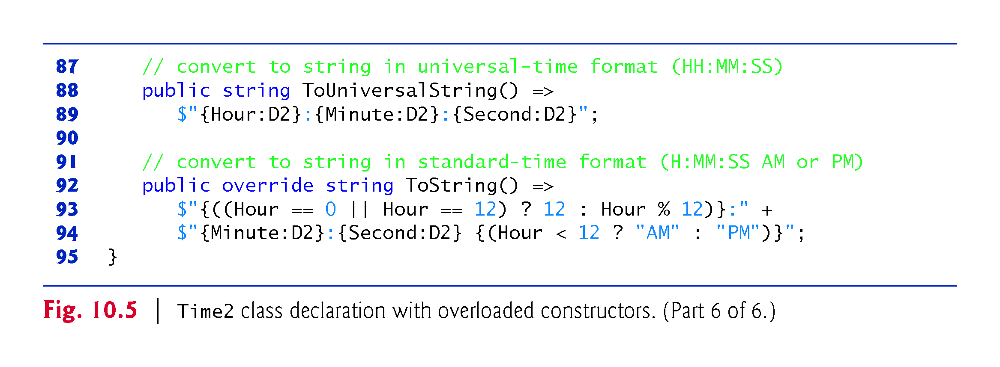 87 // convert to string in universal-time format (HH:MM:SS)
88 public string ToUniversalString() =>
89 $"{Hour:D2}:{Minute:D2}:{Second:D2}";
90
91 // convert to string in standard-time format (H:MM:SS AM or PM)
92 public override string ToString() =>
93 $"{((Hour == 0 || Hour == 12) ? 12 : Hour % 12)}:" +
94 $"{Minute:D2}:{Second:D2} {(Hour < 12 ? "AM" : "PM")}";
95 }
Fig. 10.5 | Time2 class declaration with overloaded constructors. (Part 6 of 6.)